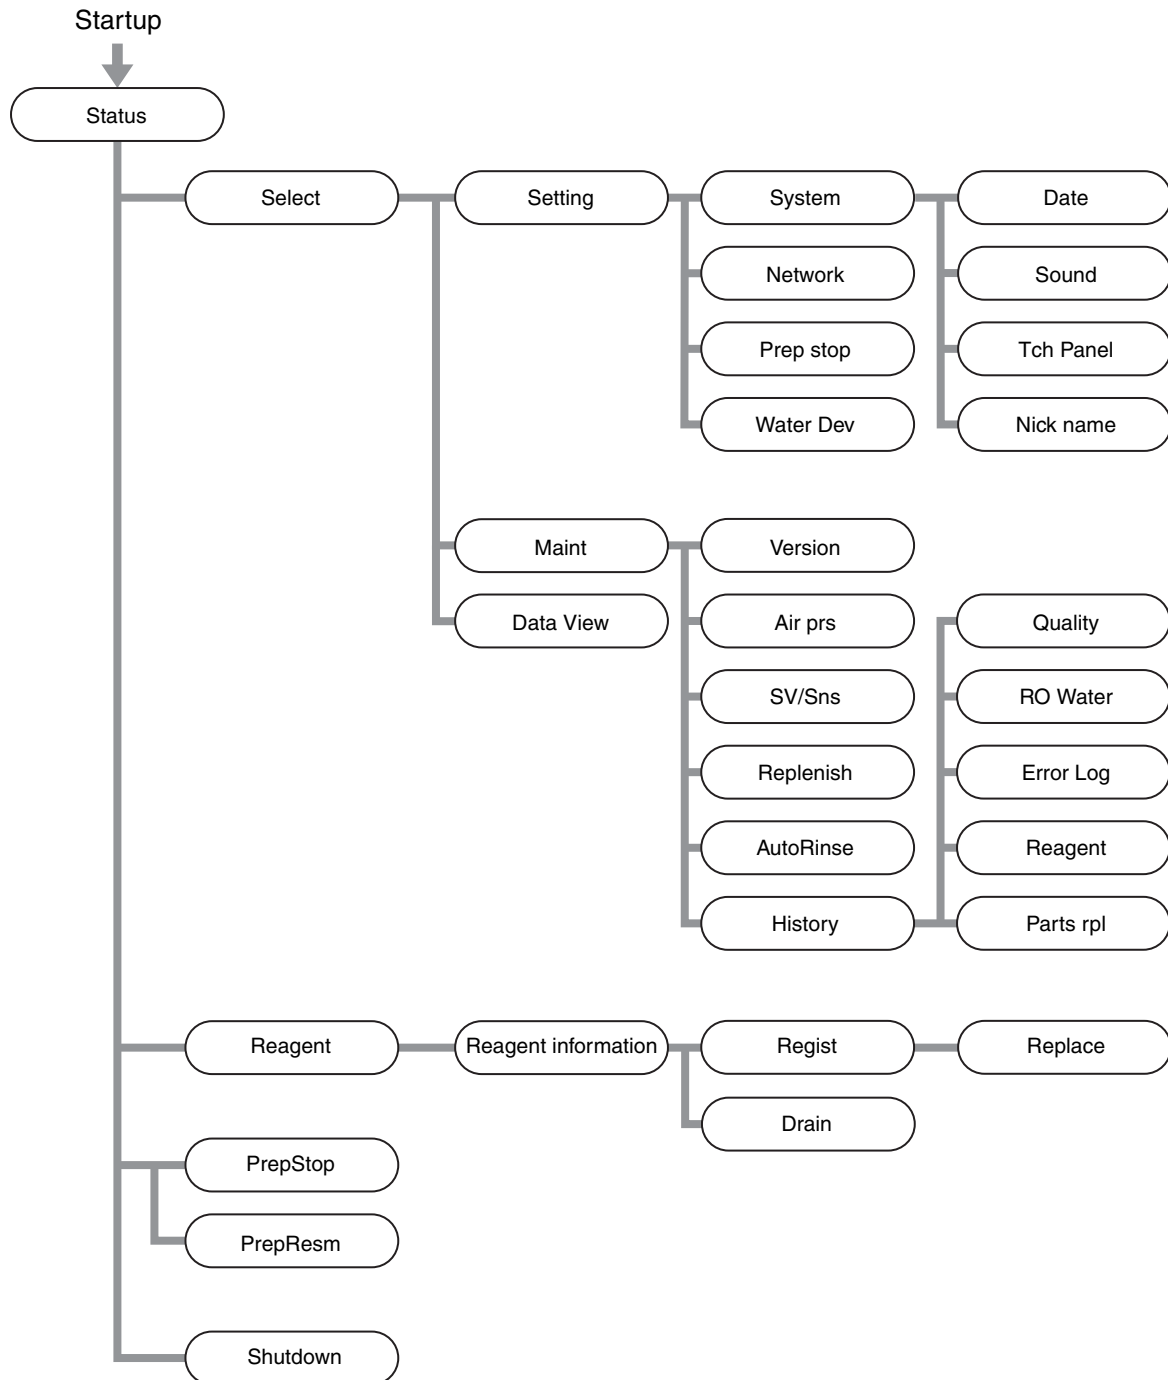 Startup
Status
Select
Setting
System
Date
Network
Sound
Prep stop
Tch Panel
Water Dev
Nick name
Maint
Version
Data View
Air prs
Quality
SV/Sns
RO Water
Replenish
Error Log
AutoRinse
Reagent
History
Parts rpl
Reagent
Reagent information
Regist
Replace
Drain
PrepStop
PrepResm
Shutdown